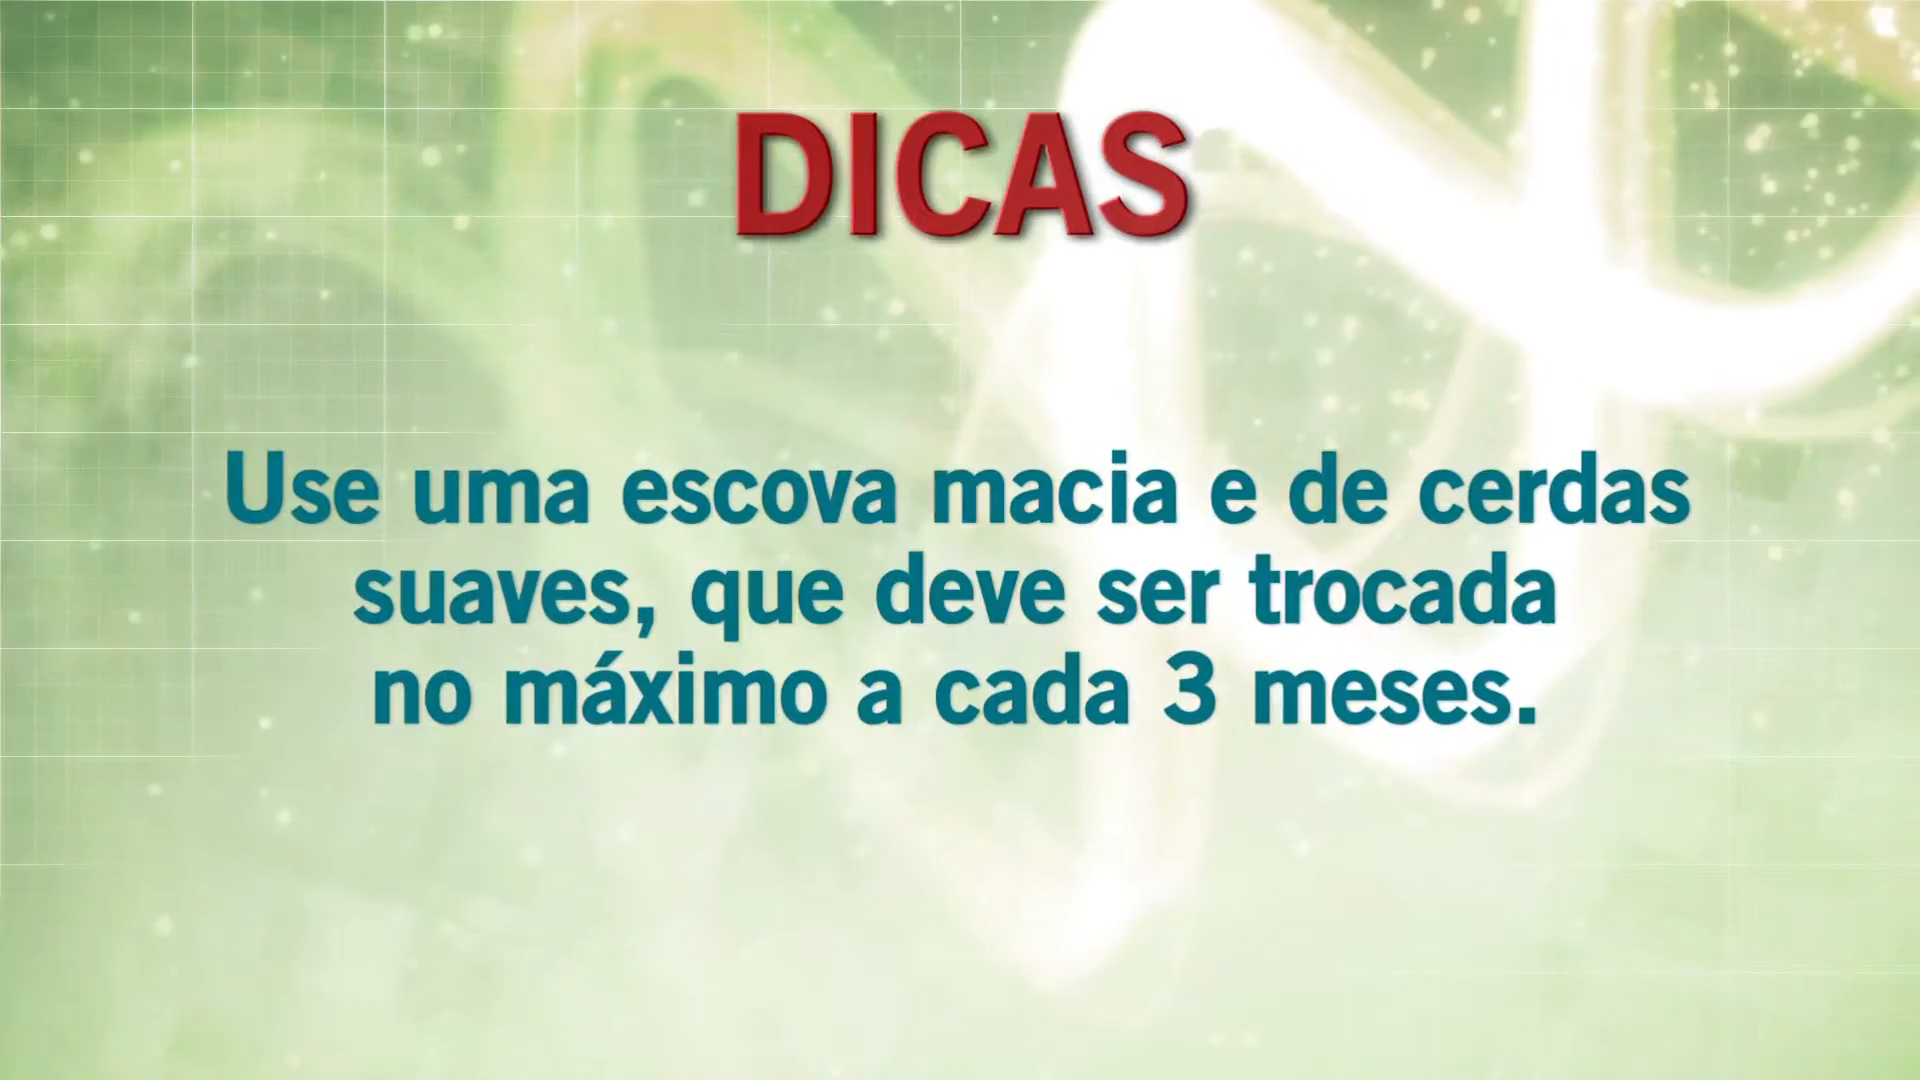 DICAS
Use uma escova macia e de cerdas
suaves, que deve ser trocada
no máximo a cada 3 meses.